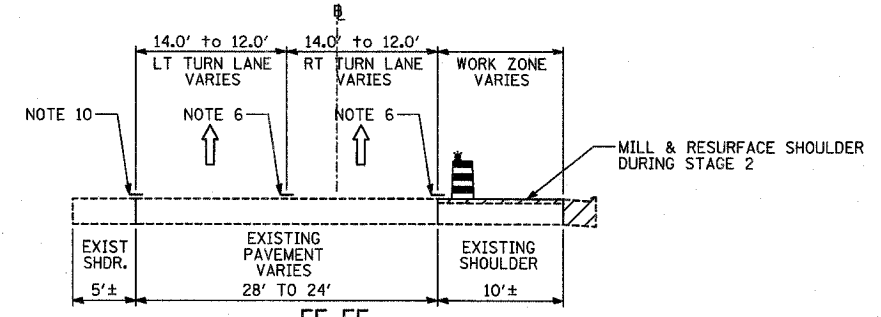 B
14.0' to 12.0' 14.0' to 12.0'
LT TURN LANE VARIES
RT TURN LANE VARIES
WORK ZONE VARIES
NOTE 10
NOTE 6
NOTE 6
MILL & RESURFACE SHOULDER
DURING STAGE 2
EXIST
SHDR.
EXISTING
PAVEMENT
VARIES
EXISTING
SHOULDER
5'±
28' TO 24'
10'±